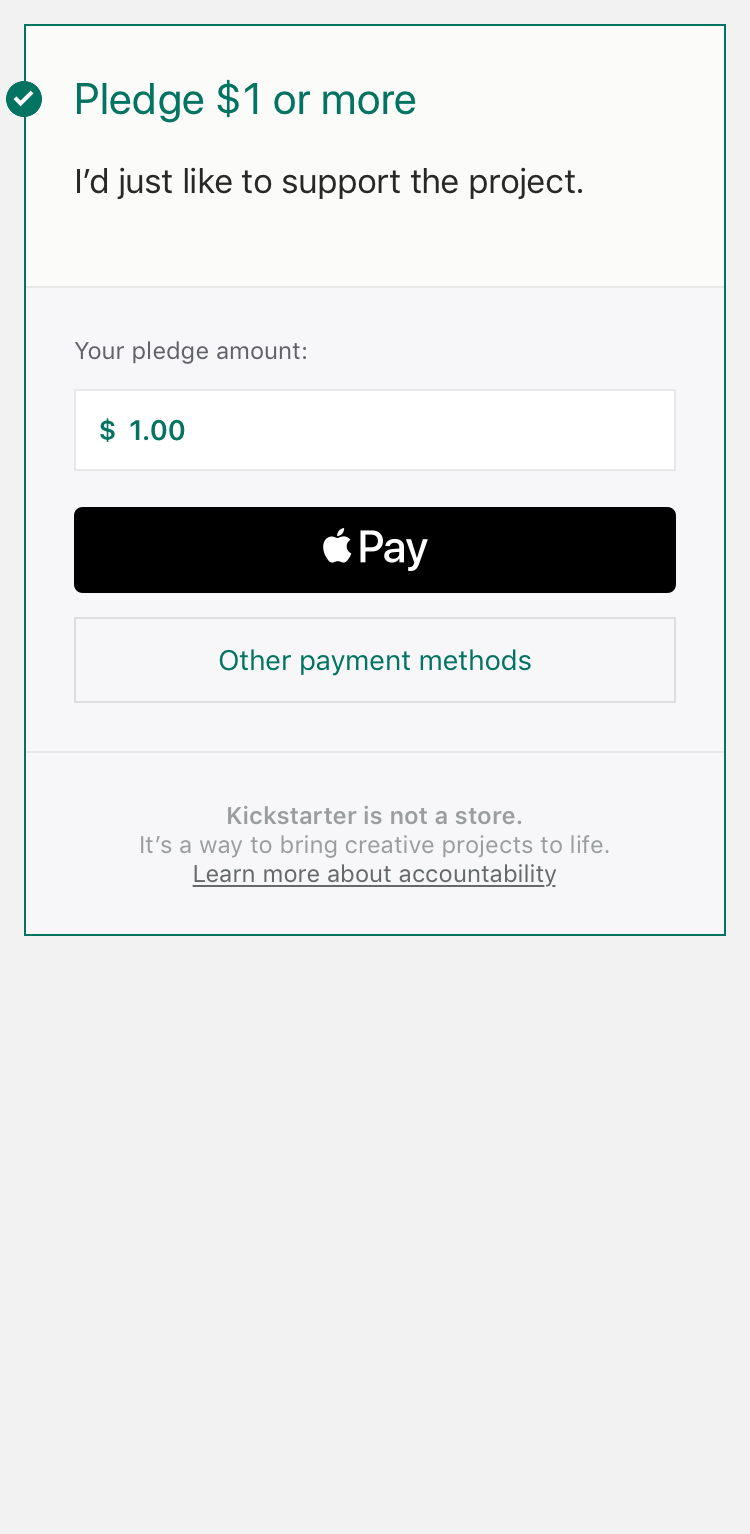 Pledge $1 or more
I’d just like to support the project.
Your pledge amount:
$ 1.00
Pay
Other payment methods
Kickstarter is not a store.
It’s a way to bring creative projects to life.
Learn more about accountability